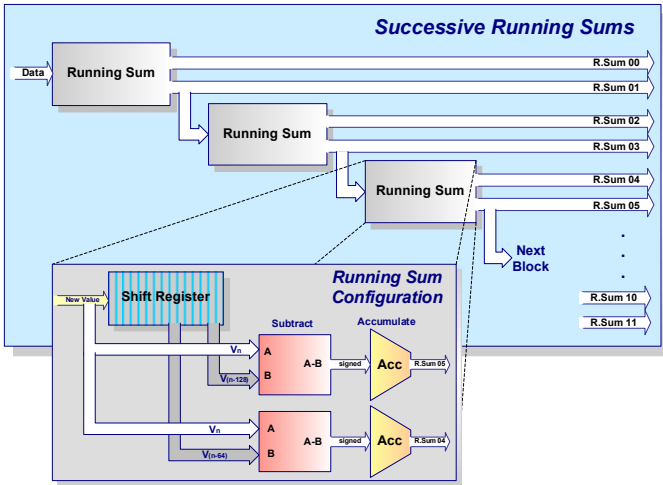 Successive Running Sums
Data
Running Sum
R.Sum 00
R.Sum 01
Running Sum
R.Sum 02
R.Sum 03
Running Sum
R.Sum 04
R.Sum 05
Next
Block
.
.
.
R.Sum 10
R.Sum 11
Running Sum
Configuration
New Value
Shift Register
Subtract
Accumulate
Vn
A
B
A-B
signed
Acc
R.Sum 05
V(n-128)
Vn
A
B
A-B
signed
Acc
R.Sum 04
V(n-64)